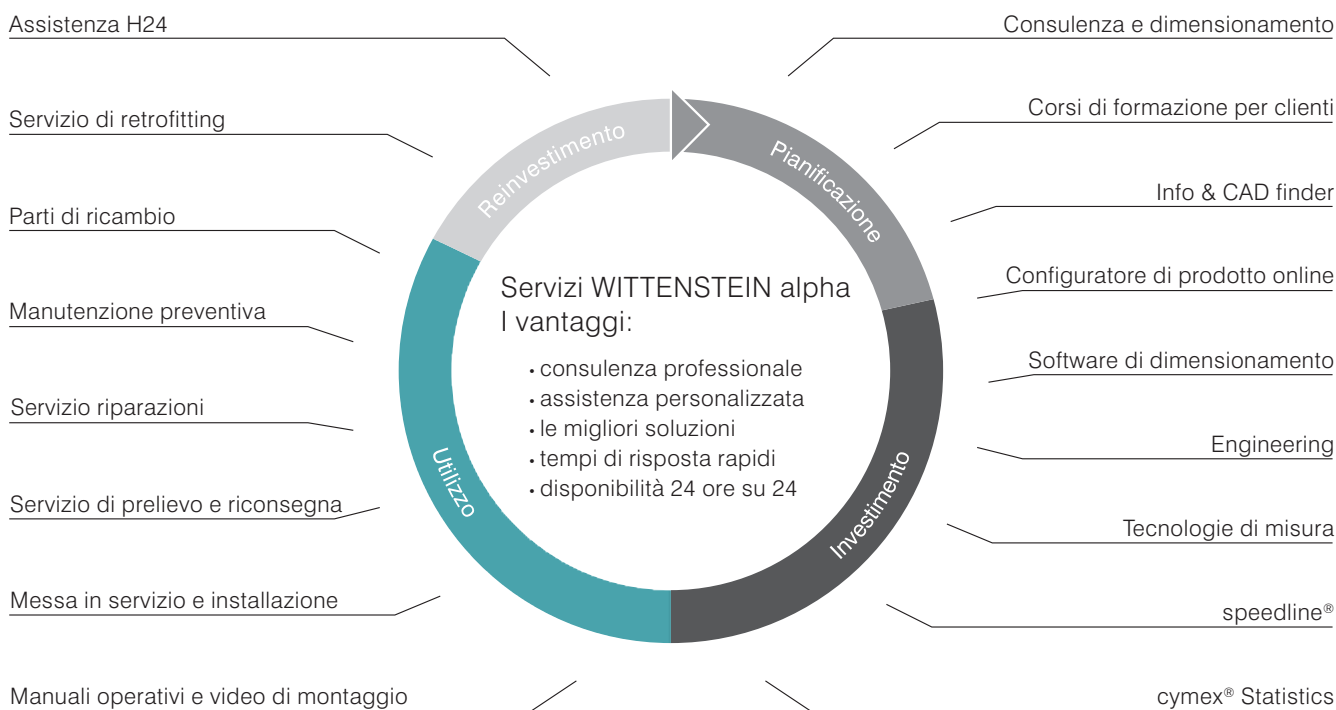 Assistenza H24
Servizio di retrofitting
Parti di ricambio
Manutenzione preventiva
Servizio riparazioni
Servizio di prelievo e riconsegna
Messa in servizio e installazione
Manuali operativi e video di montaggio
Reinvestimento
Pianificazione
Utilizzo
Investimento
Servizi WITTENSTEIN alpha
I vantaggi:
• consulenza professionale
• assistenza personalizzata
• le migliori soluzioni
• tempi di risposta rapidi
• disponibilità 24 ore su 24
Consulenza e dimensionamento
Corsi di formazione per clienti
Info & CAD finder
Configuratore di prodotto online
Software di dimensionamento
Engineering
Tecnologie di misura
speedline®
cymex® Statistics